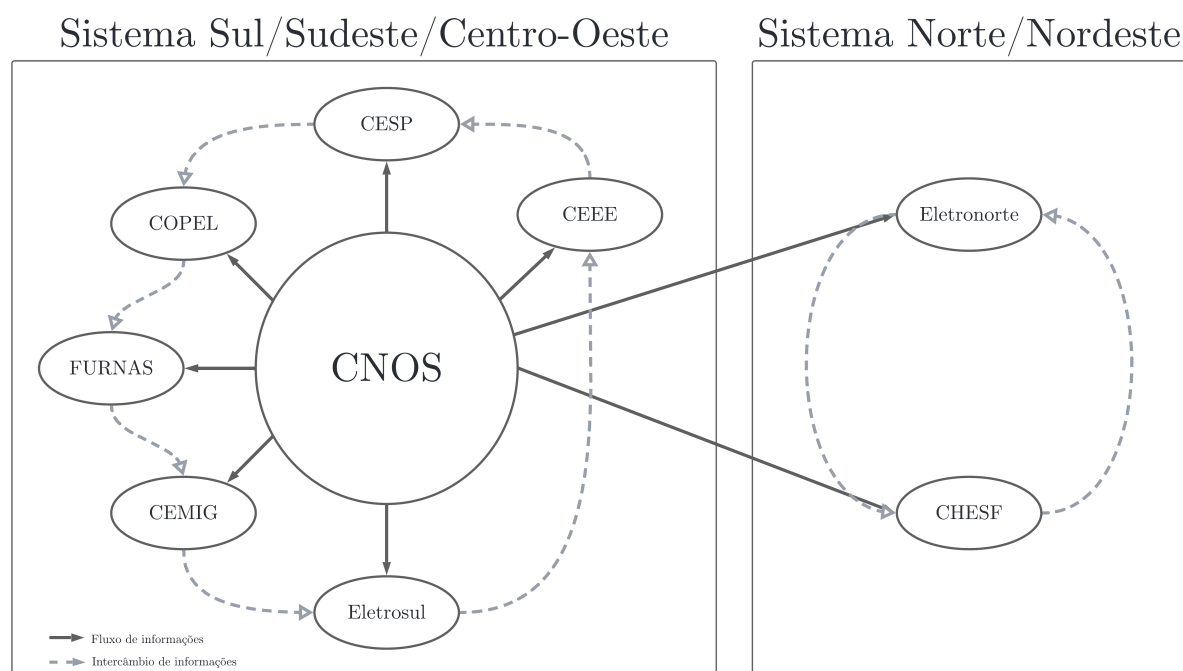 Sistema Sul/Sudeste/Centro-Oeste
Sistema Norte/Nordeste
CESP
COPEL
CEEE
Eletronorte
CNOS
FURNAS
CEMIG
CHESF
Eletrosul
Fluxo de informações
Intercâmbio de informações